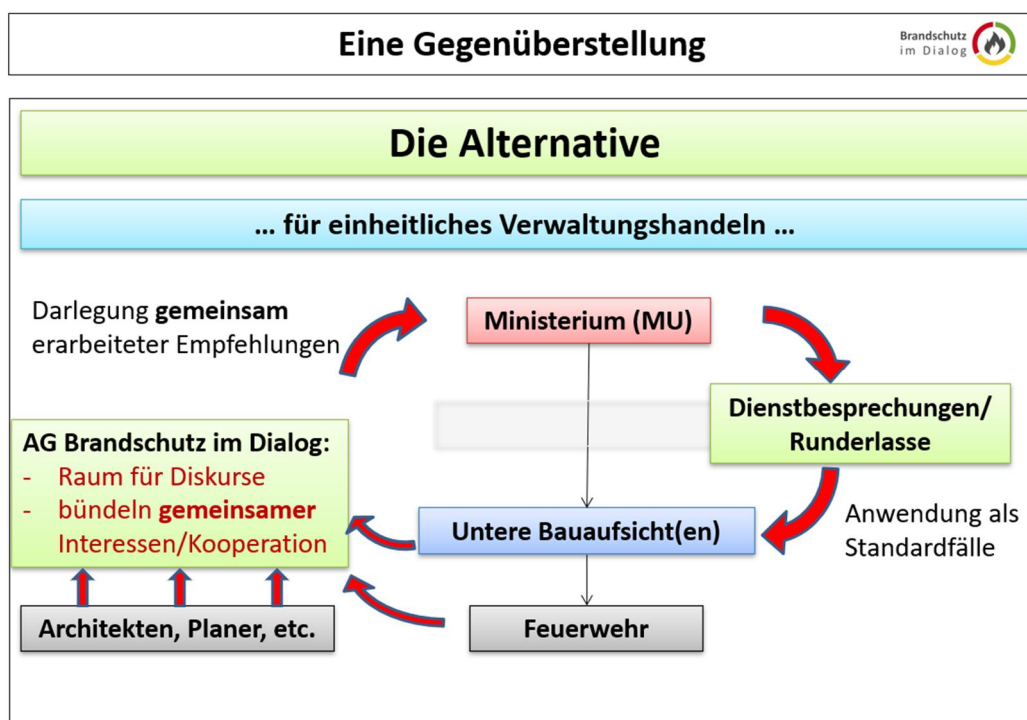 Eine Gegenüberstellung
Brandschutz
im Dialog
Die Alternative
... für einheitliches Verwaltungshandeln ...
Darlegung gemeinsam
erarbeiteter Empfehlungen
Ministerium (MU)
Dienstbesprechungen/
Runderlasse
AG Brandschutz im Dialog:
- Raum für Diskurse
- bündeln gemeinsamer
Interessen/Kooperation
Untere Bauaufsicht(en)
Anwendung als
Standardfälle
Architekten, Planer, etc.
Feuerwehr